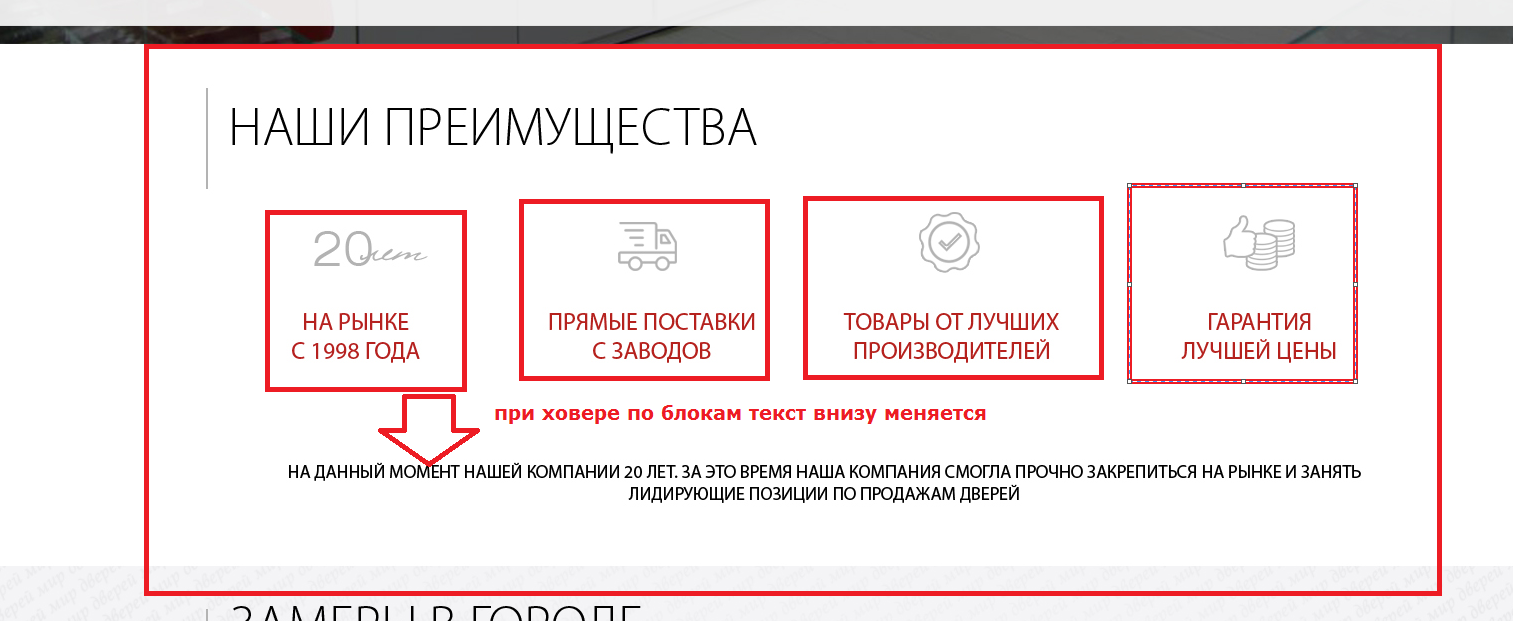 НАШИ ПРЕИМУЩЕСТВА
20лет
НА РЫНКЕ
С 1998 ГОДА
ПРЯМЫЕ ПОСТАВКИ
С ЗАВОДОВ
ТОВАРЫ ОТ ЛУЧШИХ
ПРОИЗВОДИТЕЛЕЙ
ГАРАНТИЯ
ЛУЧШЕЙ ЦЕНЫ
при ховере по блокам текст внизу меняется
НА ДАННЫЙ МОМЕНТ НАШЕЙ КОМПАНИИ 20 ЛЕТ. ЗА ЭТО ВРЕМЯ НАША КОМПАНИЯ СМОГЛА ПРОЧНО ЗАКРЕПИТЬСЯ НА РЫНКЕ И ЗАНЯТЬ
ЛИДИРУЮЩИЕ ПОЗИЦИИ ПО ПРОДАЖАМ ДВЕРЕЙ
ЗАМЕРЫ В ГОРОДЕ